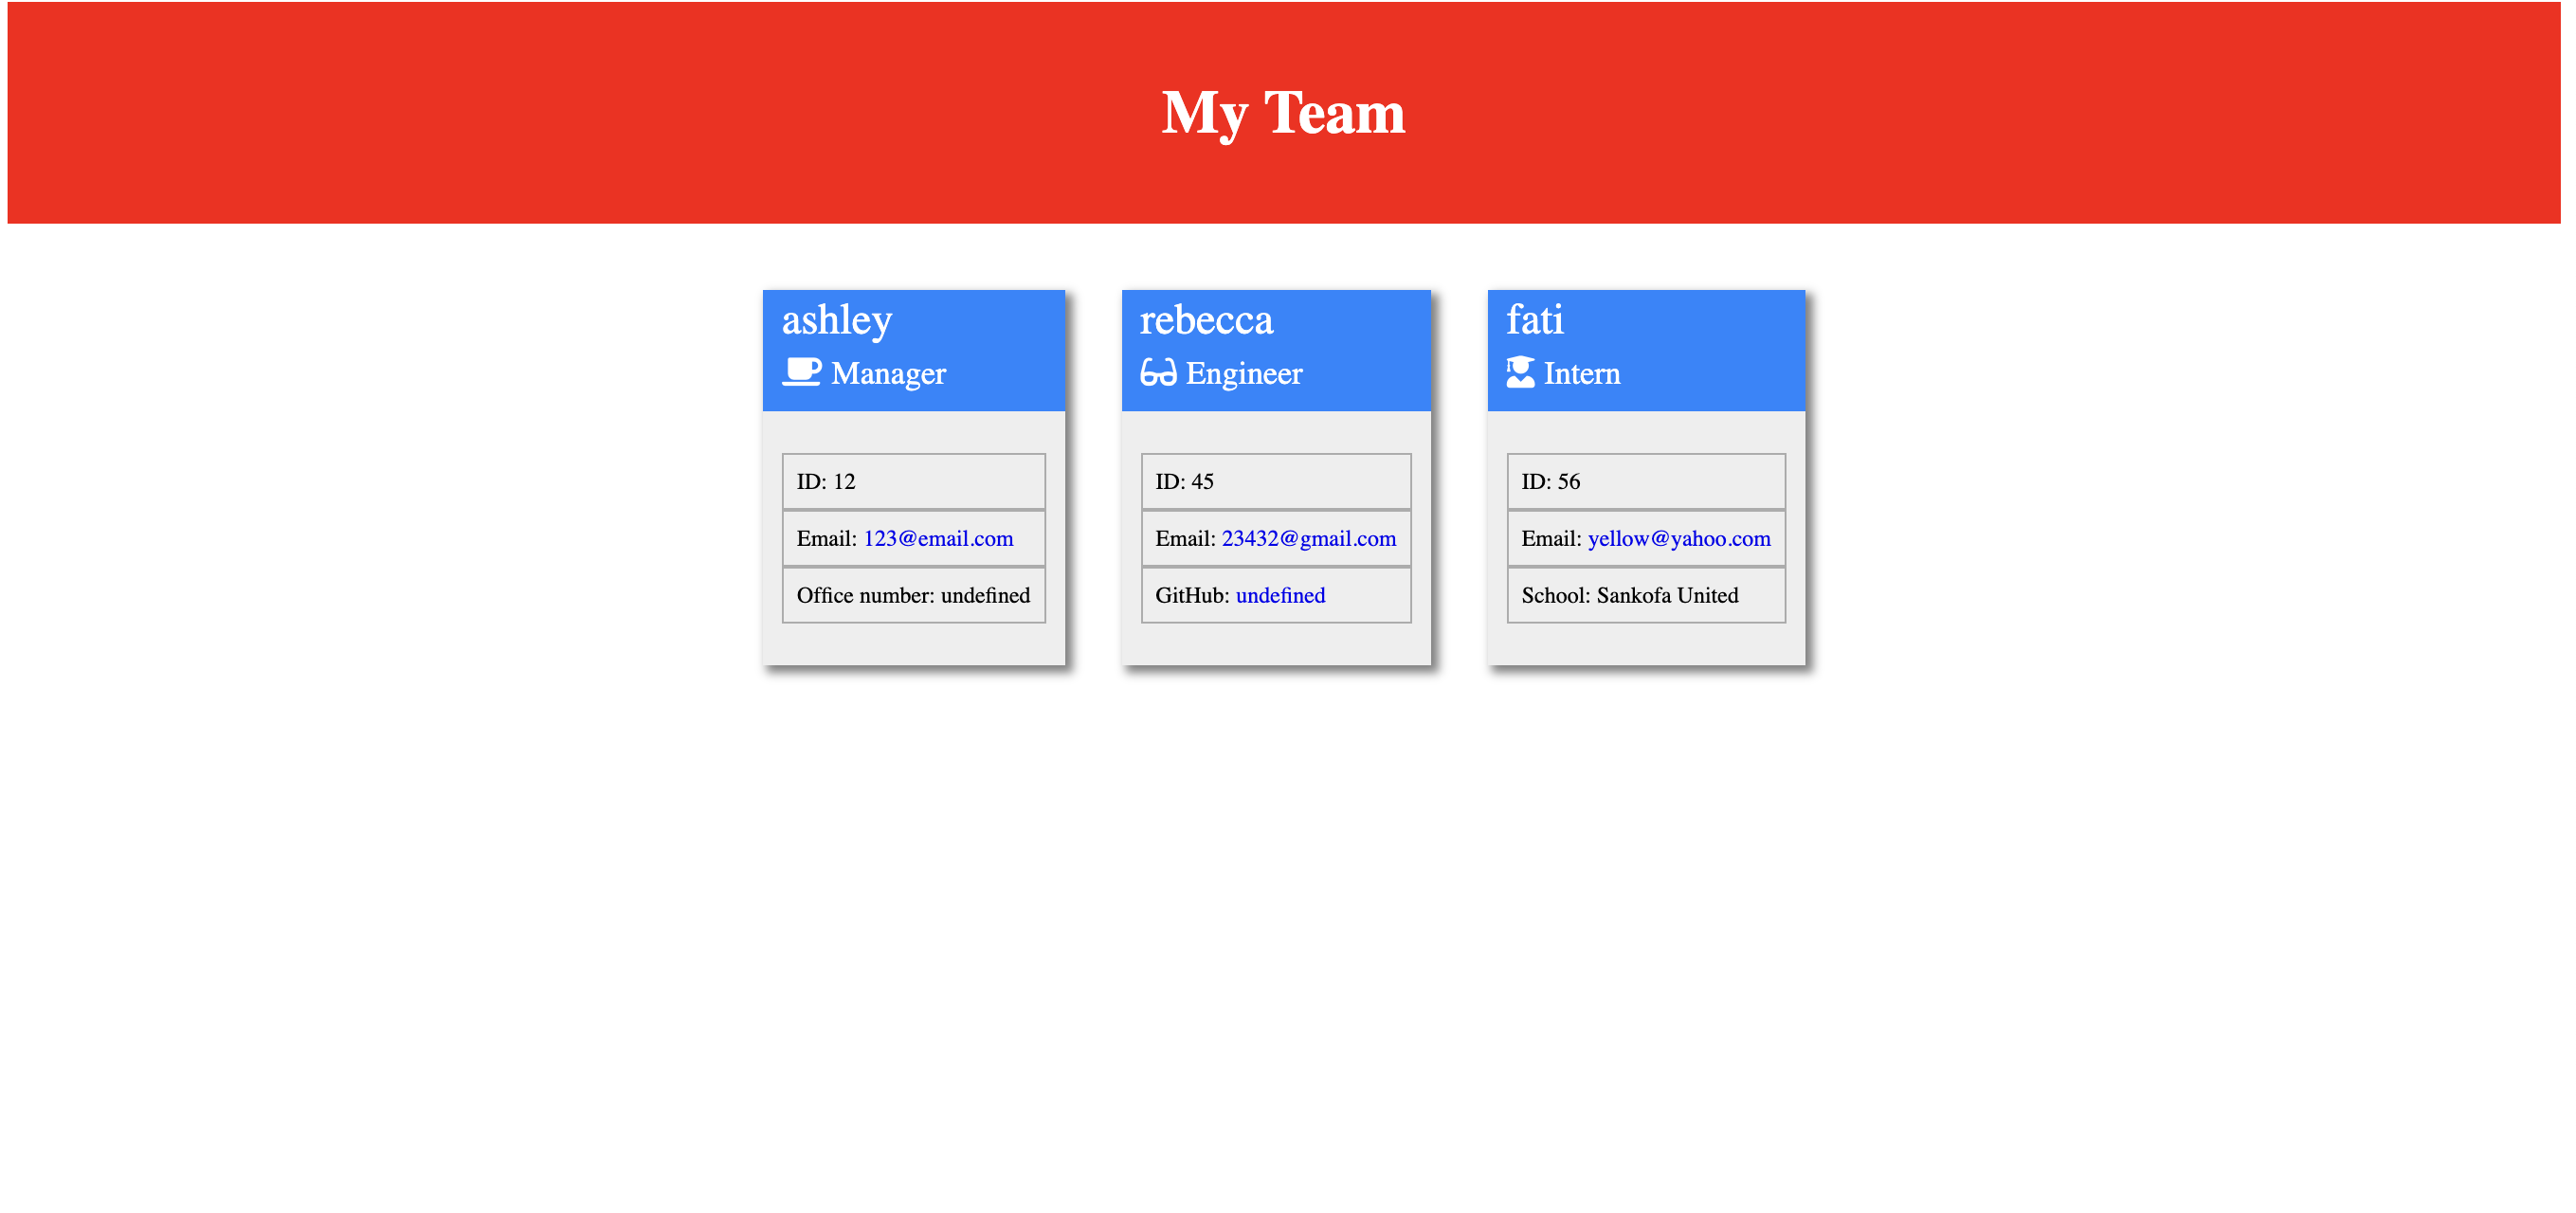 My Team
ashley
Manager
ID: 12
Email: 123@email.com
Office number: undefined
rebecca
Engineer
ID: 45
Email: 23432@gmail.com
GitHub: undefined
fati
Intern
ID: 56
Email: yellow@yahoo.com
School: Sankofa United